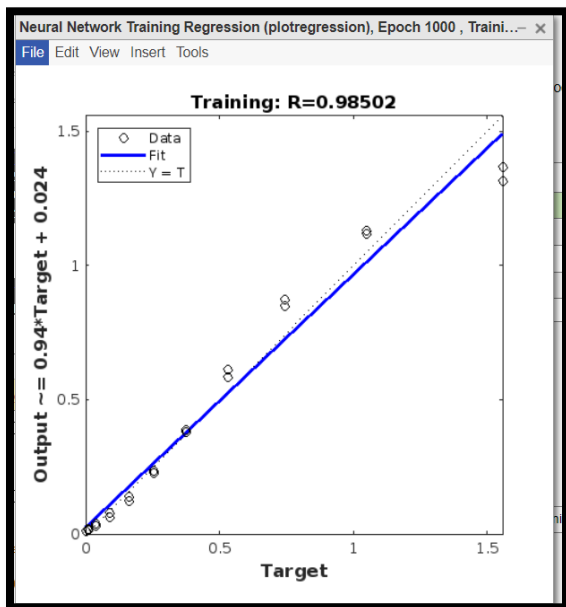 Neural Network Training Regression (plotregression), Epoch 1000 , Traini...
File Edit View Insert Tools
Training: R=0.98502
Data
Fit
Y = T
Output ~= 0.94*Target + 0.024
1.5
1
0.5
0
0 0.5 1 1.5
Target